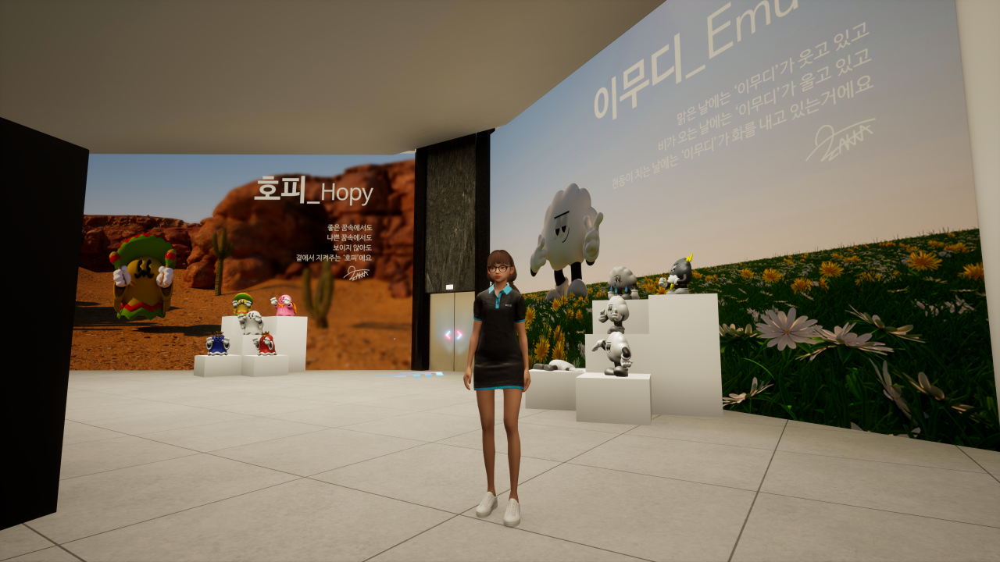 호피_Hopy
좋은 꿈속에서도
나쁜 꿈속에서도
보이지 않아도
곁에서 지켜주는 '호피'에요
ZAKKA
이무디_Emu
맑은 날에는 '이무디'가 웃고 있고
비가 오는 날에는 '이무디'가 울고 있고
천둥이 치는 날에는 '이무디'가 화를 내고 있는거에요
ZAKKA